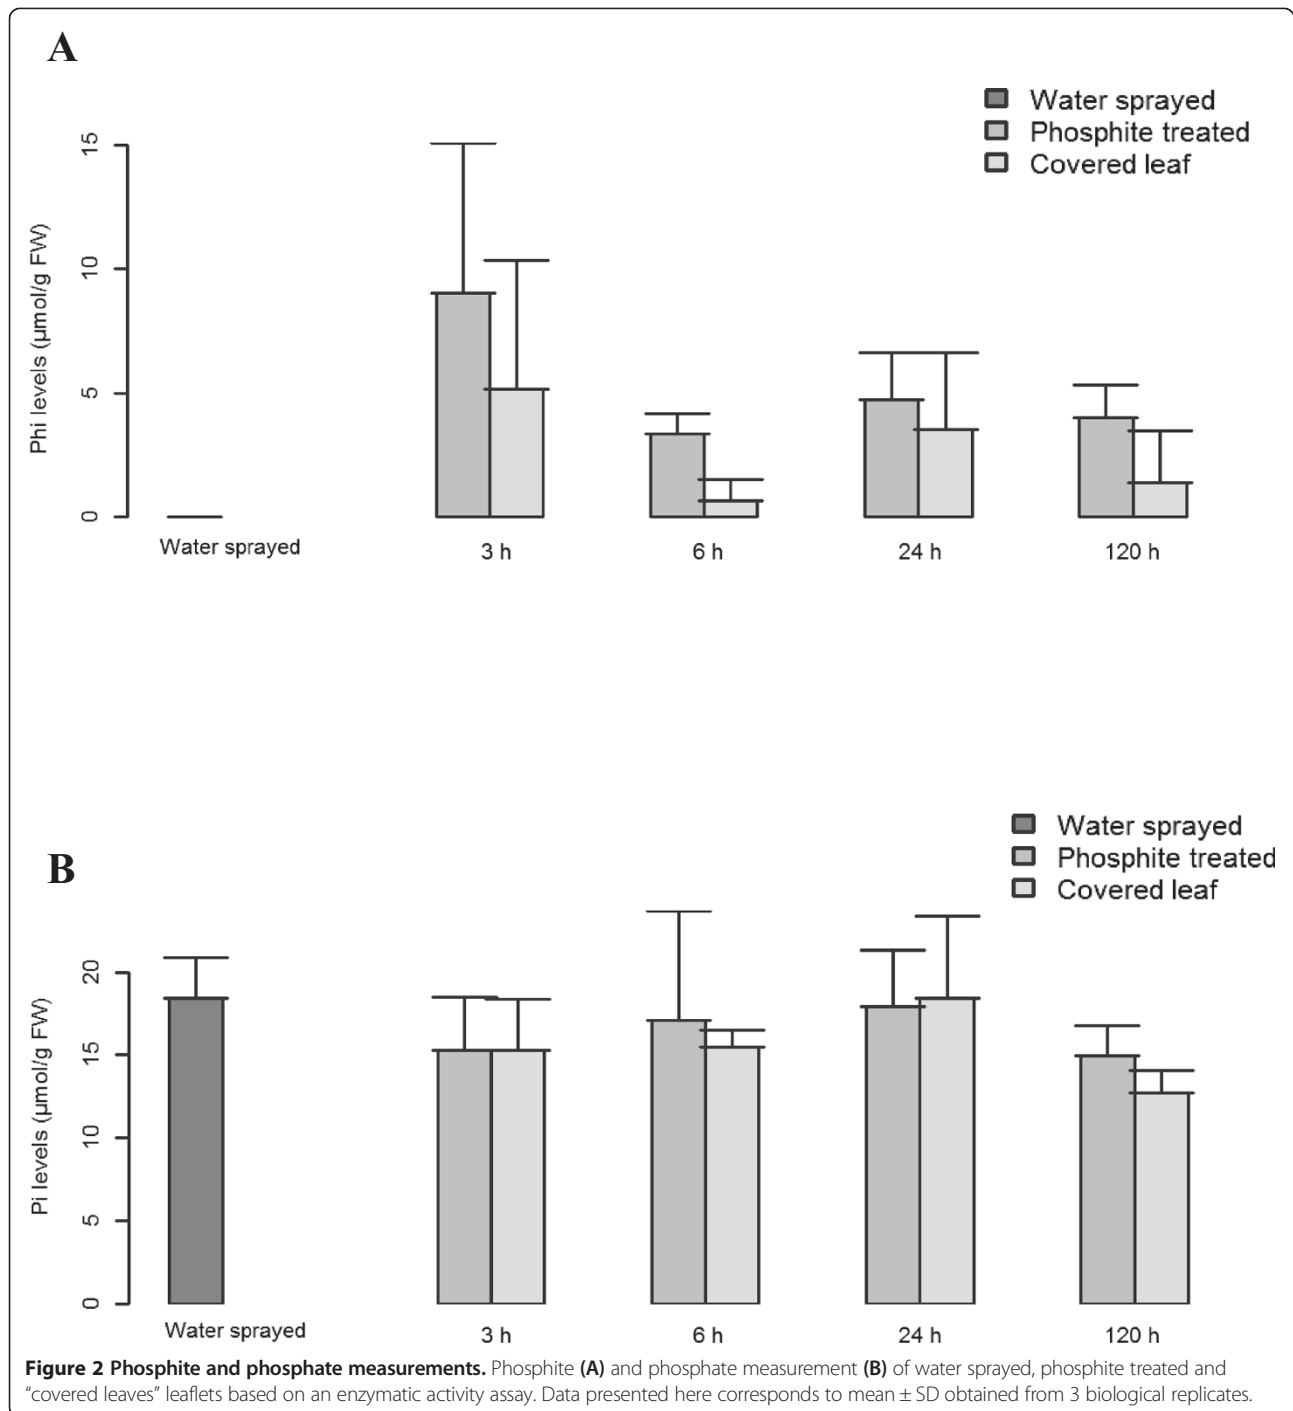 A
Water sprayed
Phosphite treated
Covered leaf
Phi levels (μmol/g FW)
15
10
5
0
Water sprayed
3 h
6 h
24 h
120 h
B
Water sprayed
Phosphite treated
Covered leaf
Pi levels (μmol/g FW)
20
15
10
5
0
Water sprayed
3 h
6 h
24 h
120 h
Figure 2 Phosphite and phosphate measurements. Phosphite (A) and phosphate measurement (B) of water sprayed, phosphite treated and
“covered leaves” leaflets based on an enzymatic activity assay. Data presented here corresponds to mean ± SD obtained from 3 biological replicates.